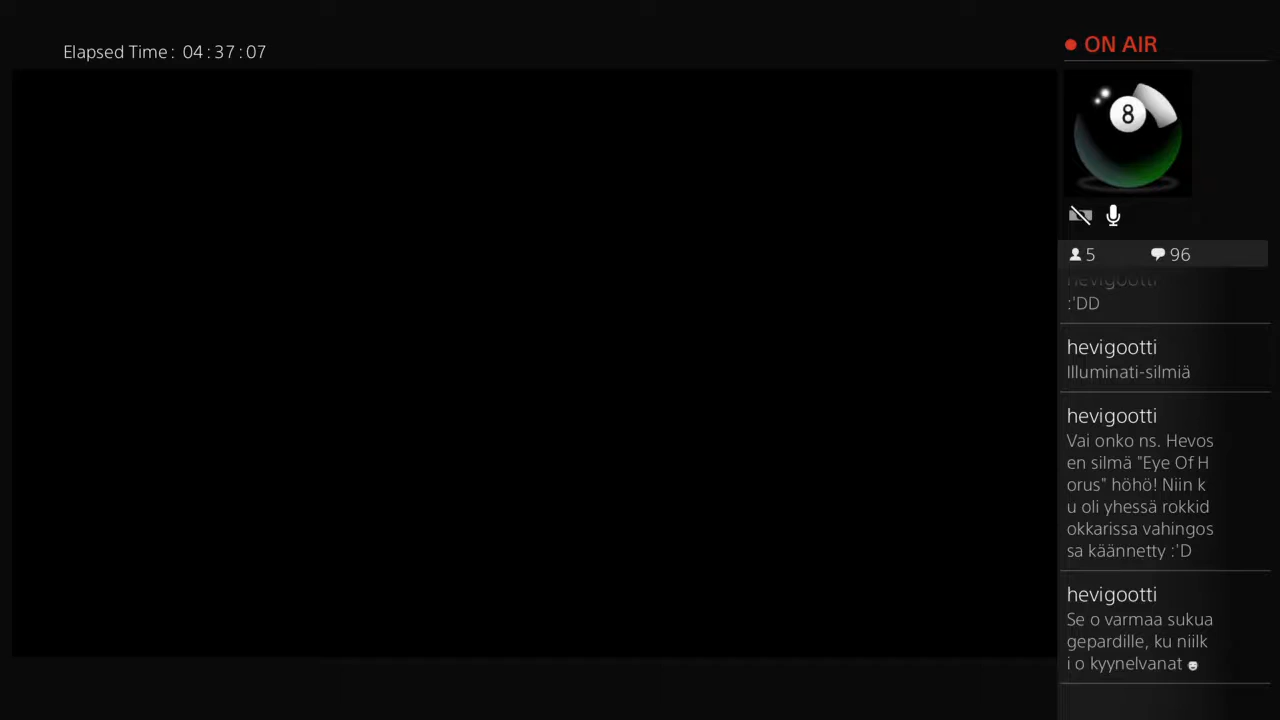 Elapsed Time: 04:37:07
ON AIR
8
5 96
hevigootti
:'DD
hevigootti
Illuminati-silmiä
hevigootti
Vai onko ns. Hevos
en silmä "Eye Of H
orus" höhö! Niin k
u oli yhessä rokkid
okkarissa vahingos
sa käännetty :'D
hevigootti
Se o varmaa sukua
gepardille, ku niilk
i o kyynelvanat